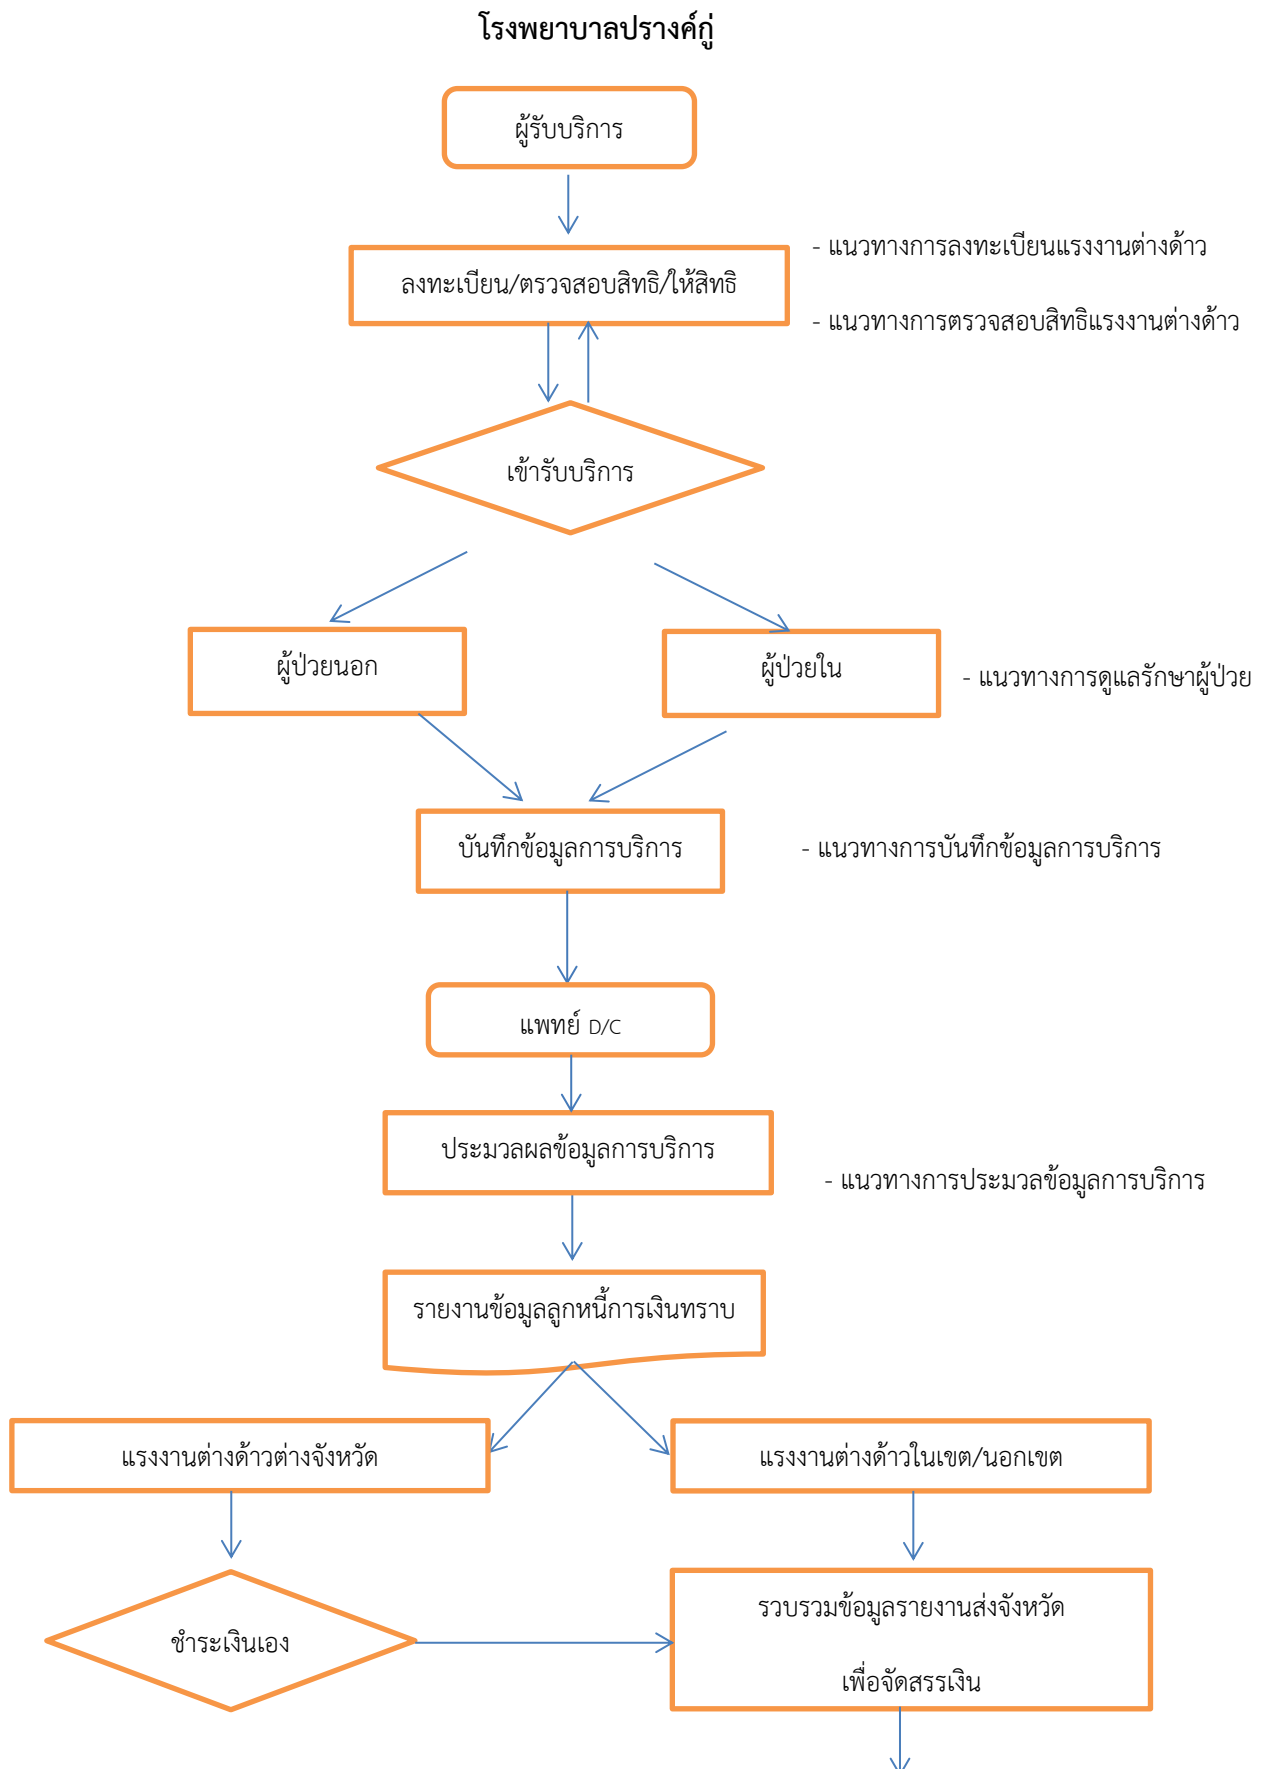 โรงพยาบาลปรางค์กู่
ผู้รับบริการ
ลงทะเบียน/ตรวจสอบสิทธิ/ให้สิทธิ
- แนวทางการลงทะเบียนแรงงานต่างด้าว
- แนวทางการตรวจสอบสิทธิแรงงานต่างด้าว
เข้ารับบริการ
ผู้ป่วยนอก
ผู้ป่วยใน
- แนวทางการดูแลรักษาผู้ป่วย
บันทึกข้อมูลการบริการ
- แนวทางการบันทึกข้อมูลการบริการ
แพทย์ D/C
ประมวลผลข้อมูลการบริการ
- แนวทางการประมวลข้อมูลการบริการ
รายงานข้อมูลลูกหนี้การเงินทราบ
แรงงานต่างด้าวต่างจังหวัด
แรงงานต่างด้าวในเขต/นอกเขต
ชำระเงินเอง
รวบรวมข้อมูลรายงานส่งจังหวัด
เพื่อจัดสรรเงิน